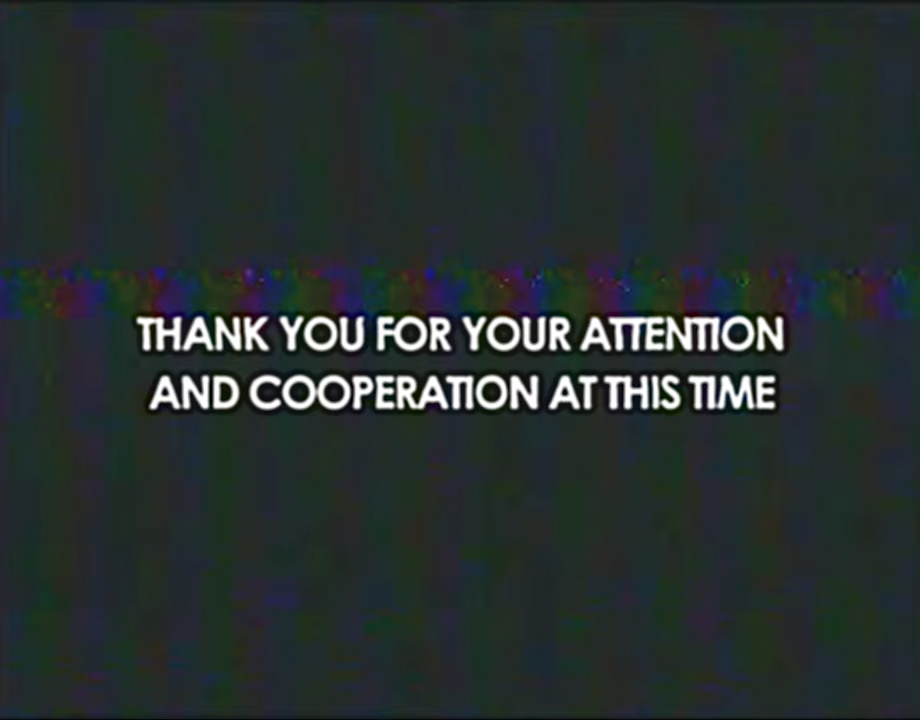 THANK YOU FOR YOUR ATTENTION
AND COOPERATION AT THIS TIME